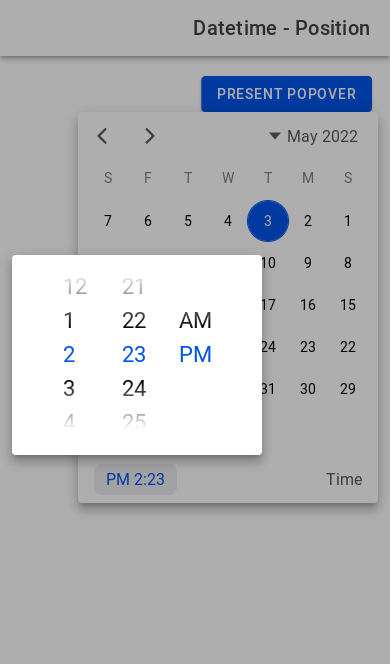 Datetime - Position
PRESENT POPOVER
May 2022
S F T W T M S
7 6 5 4 3 2 1
10 9 8
17 16 15
24 23 22
31 30 29
12 21
1 22 AM
2 23 PM
3 24
4 25
PM 2:23 Time